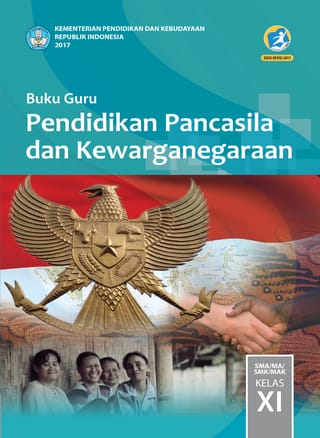 KEMENTERIAN PENDIDIKAN DAN KEBUDAYAAN
REPUBLIK INDONESIA
2017
EDISI REVISI 2017
Buku Guru
Pendidikan Pancasila
dan Kewarganegaraan
SMA/MA/
SMK/MAK
KELAS
XI